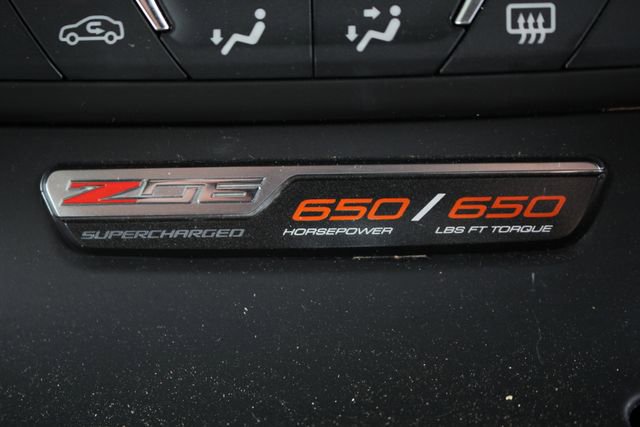 Z06
SUPERCHARGED
650 / 650
HORSEPOWER LBS FT TORQUE